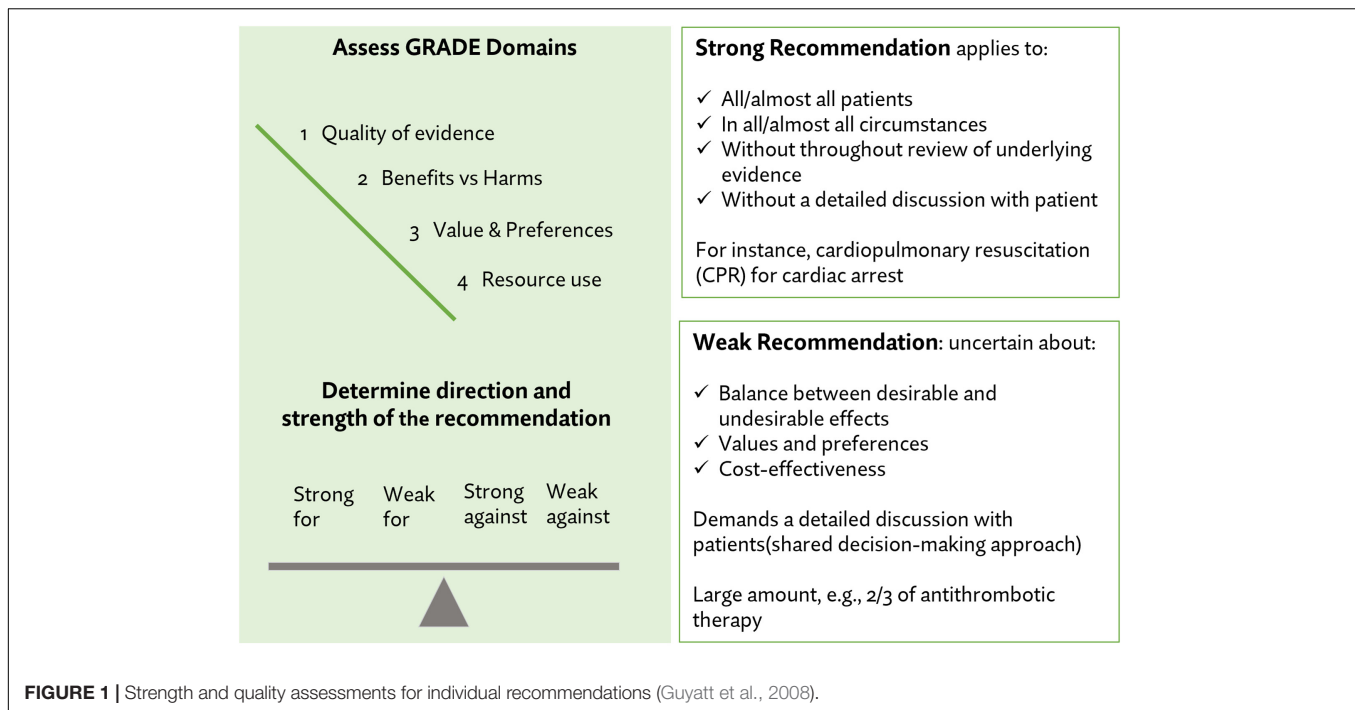 Assess GRADE Domains
1 Quality of evidence
2 Benefits vs Harms
3 Value & Preferences
4 Resource use
Determine direction and
strength of the recommendation
Strong for
Weak for
Strong against
Weak against
Strong Recommendation applies to:
✓ All/almost all patients
✓ In all/almost all circumstances
✓ Without throughout review of underlying
evidence
✓ Without a detailed discussion with patient
For instance, cardiopulmonary resuscitation
(CPR) for cardiac arrest
Weak Recommendation: uncertain about:
✓ Balance between desirable and
undesirable effects
✓ Values and preferences
✓ Cost-effectiveness
Demands a detailed discussion with
patients(shared decision-making approach)
Large amount, e.g., 2/3 of antithrombotic
therapy
FIGURE 1 | Strength and quality assessments for individual recommendations (Guyatt et al., 2008).